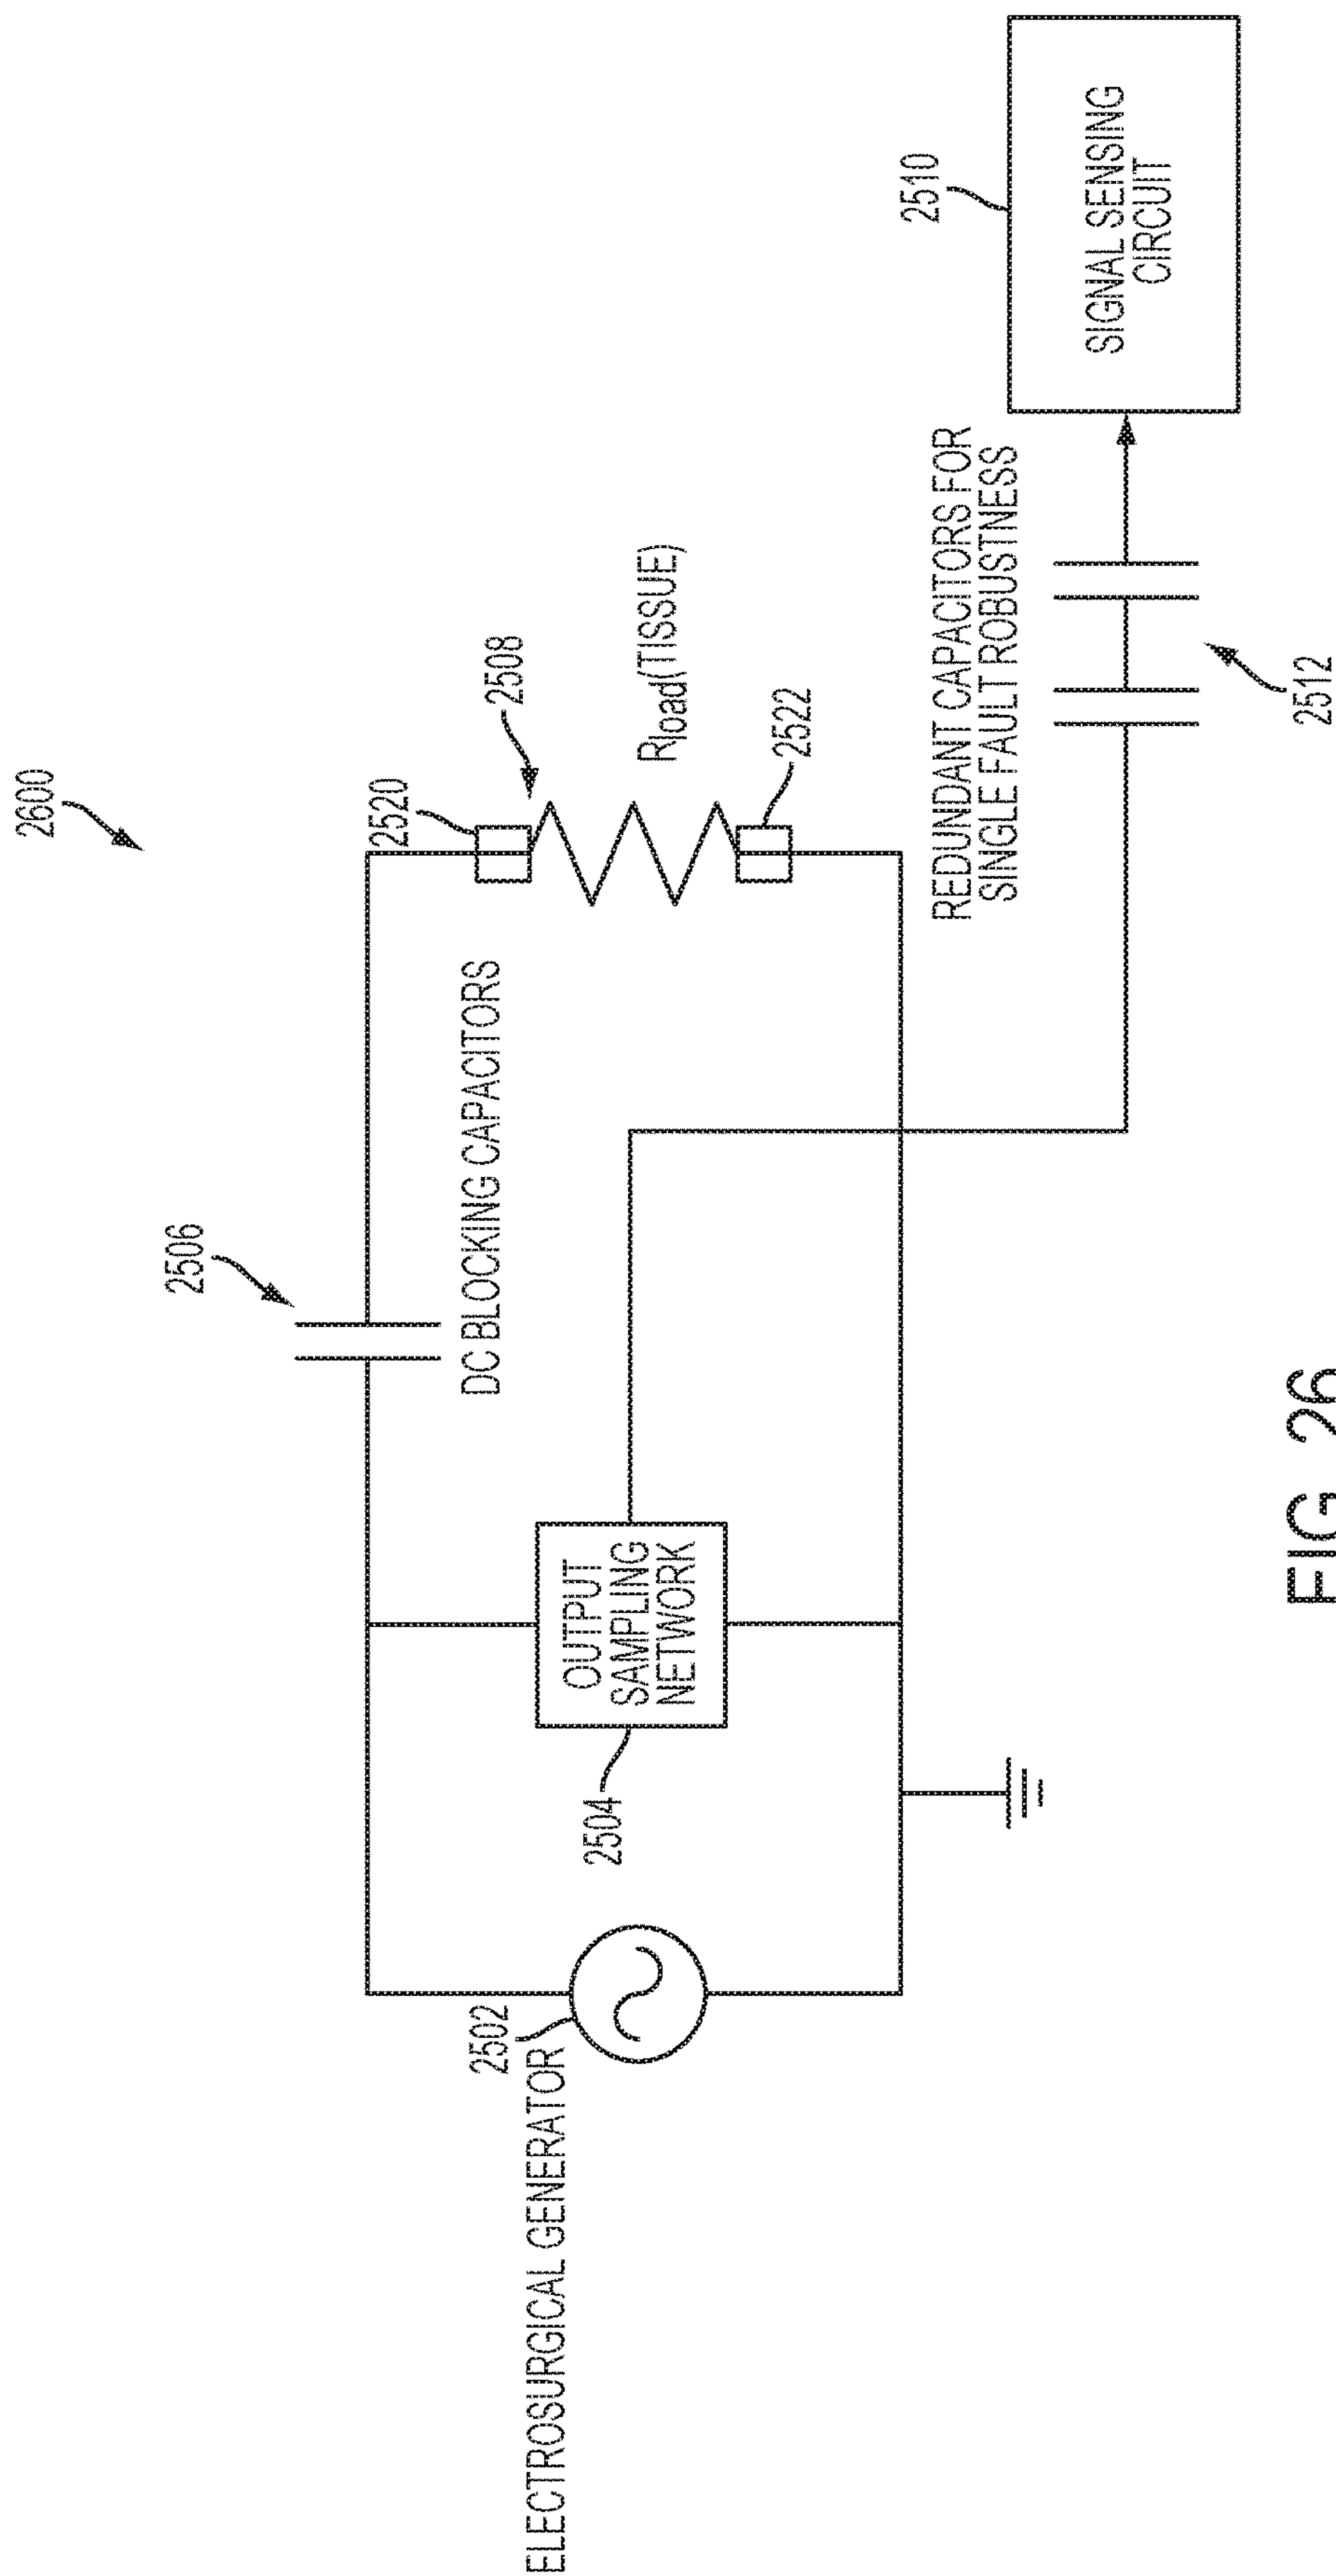 2600
2506
DC BLOCKING CAPACITORS
2520
2508
Rload(TISSUE)
2522
ELECTROSURGICAL GENERATOR
2502
2504
OUTPUT
SAMPLING
NETWORK
REDUNDANT CAPACITORS FOR
SINGLE FAULT ROBUSTNESS
2512
2510
SIGNAL SENSING
CIRCUIT
FIG 26